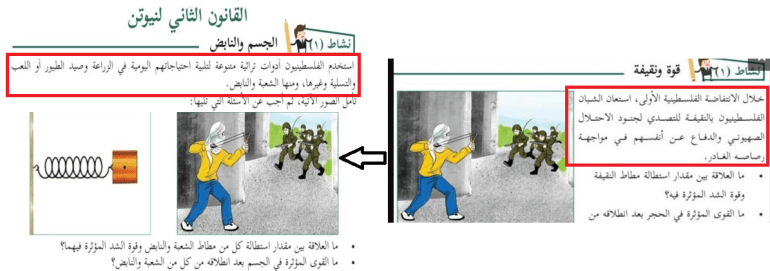 القانون الثاني لنيوتن
نشاط (١) الجسم والنابض
استخدم الفلسطينيون أدوات تراثية متنوعة لتلبية احتياجاتهم اليومية في الزراعة وصيد الطيور أو اللعب
والتسلية وغيرها، ومنها الشعبة والنابض.
تأمل الصور الآتية، ثم أجب عن الأسئلة التي تليها:
ما العلاقة بين مقدار استطالة كل من مطاط الشعبة والنابض وقوة الشد المؤثرة فيهما؟
ما القوى المؤثرة في الجسم بعد انطلاقه من كل من الشعبة والنابض؟
نشاط (١) قوة ونقيفة
خلال الانتفاضة الفلسطينية الأولى، استعان الشبان
الفلسطينيون بالنقيفة للتصدي لجنود الاحتلال
الصهيوني والدفاع عن أنفسهم في مواجهة
رصاصه الغادر.
ما العلاقة بين مقدار استطالة مطاط النقيفة
وقوة الشد المؤثرة فيه؟
ما القوى المؤثرة في الحجر بعد انطلاقه من